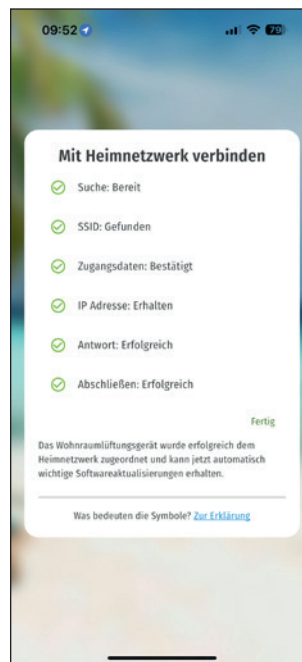 09:52
79
Mit Heimnetzwerk verbinden
Suche: Bereit
SSID: Gefunden
Zugangsdaten: Bestätigt
IP Adresse: Erhalten
Antwort: Erfolgreich
Abschließen: Erfolgreich
Fertig
Das Wohnraumlüftungsgerät wurde erfolgreich dem
Heimnetzwerk zugeordnet und kann jetzt automatisch
wichtige Softwareaktualisierungen erhalten.
Was bedeuten die Symbole? Zur Erklärung